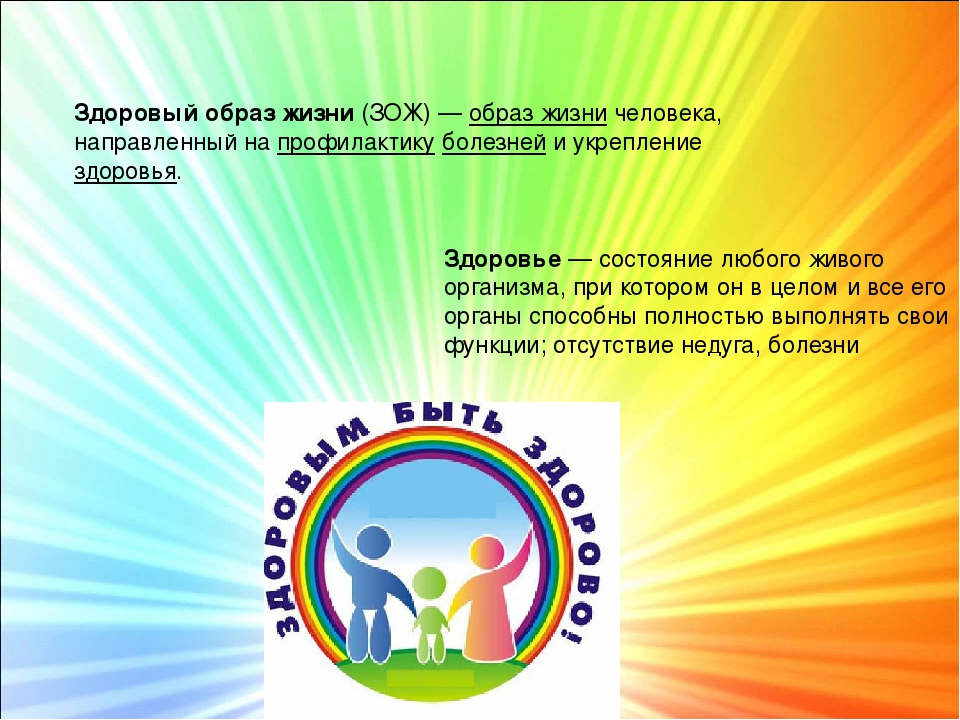 Здоровый образ жизни (ЗОЖ) — образ жизни человека,
направленный на профилактику болезней и укрепление
здоровья.
Здоровье — состояние любого живого
организма, при котором он в целом и все его
органы способны полностью выполнять свои
функции; отсутствие недуга, болезни
ЗДОРОВЫМ БЫТЬ ЗДОРОВО!